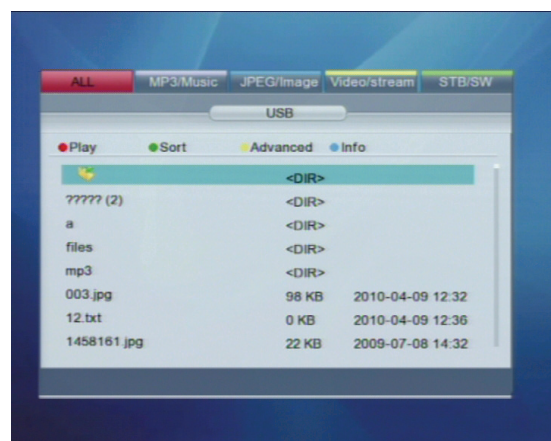 ALL MP3/Music JPEG/Image Video/stream STB/SW
USB
Play Sort Advanced Info
<DIR>
????? (2) <DIR>
a <DIR>
files <DIR>
mp3 <DIR>
003.jpg 98 KB 2010-04-09 12:32
12.txt 0 KB 2010-04-09 12:36
1458161.jpg 22 KB 2009-07-08 14:32